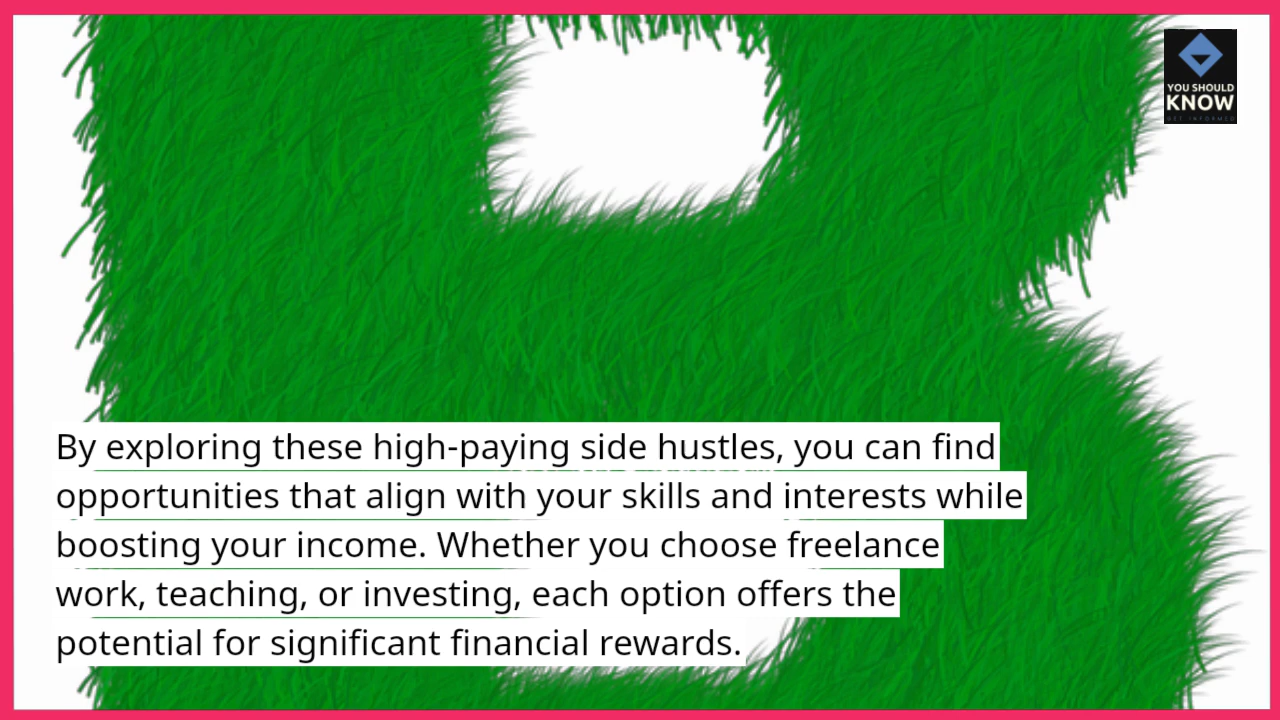 YOU SHOULD
KNOW
GET INFORMED
By exploring these high-paying side hustles, you can find
opportunities that align with your skills and interests while
boosting your income. Whether you choose freelance
work, teaching, or investing, each option offers the
potential for significant financial rewards.